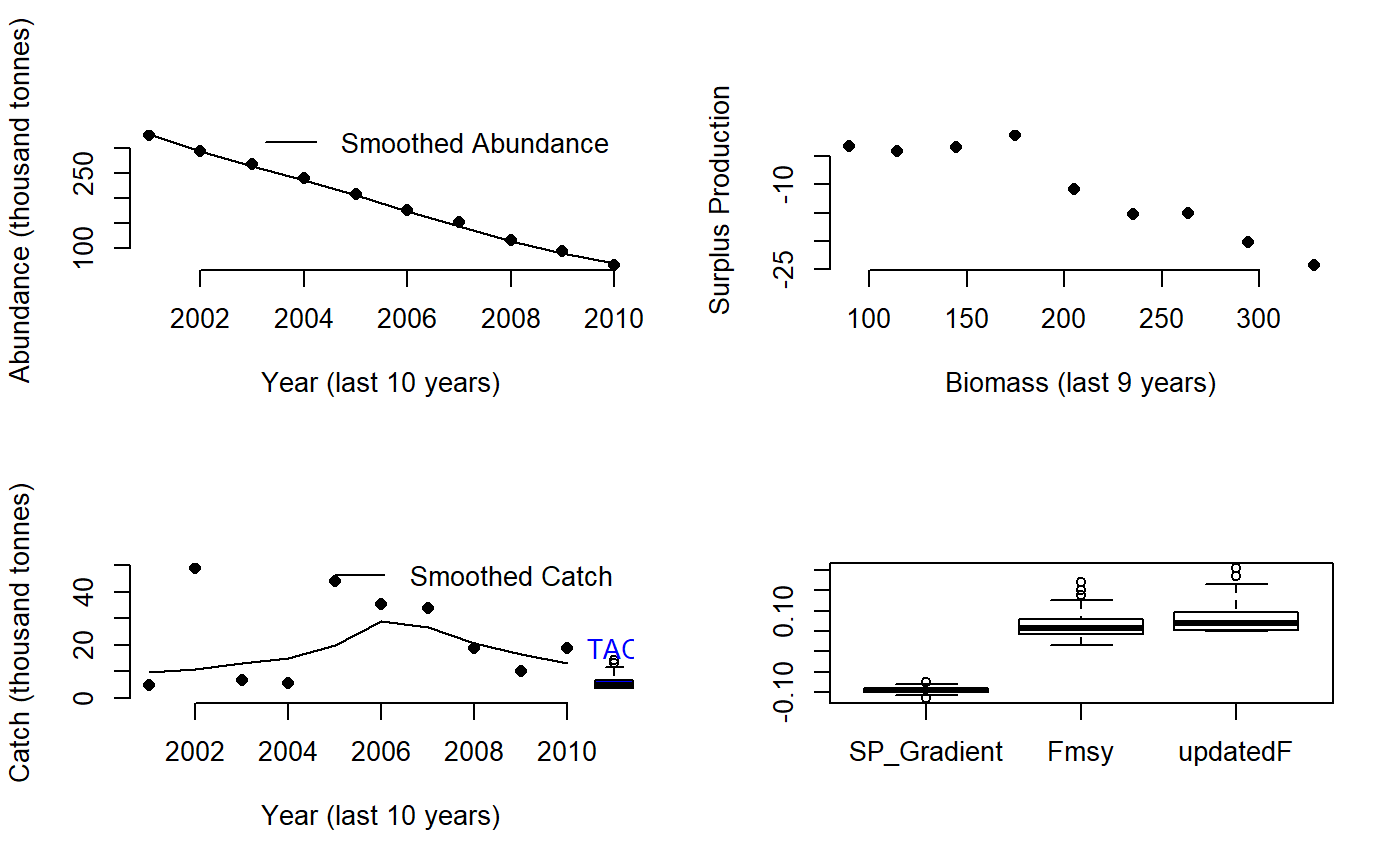 Abundance (thousand tonnes)
250
100
Smoothed Abundance
2002 2004 2006 2008 2010
Year (last 10 years)
Surplus Production
-10
-25
100 150 200 250 300
Biomass (last 9 years)
Catch (thousand tonnes)
40
20
0
Smoothed Catch
TAC
2002 2004 2006 2008 2010
Year (last 10 years)
0.10
-0.10
SP_Gradient Fmsy updatedF